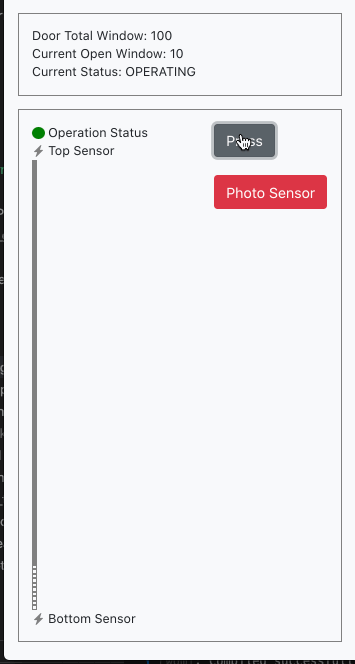 Door Total Window: 100
Current Open Window: 10
Current Status: OPERATING
Operation Status
Top Sensor
Photo Sensor
Bottom Sensor